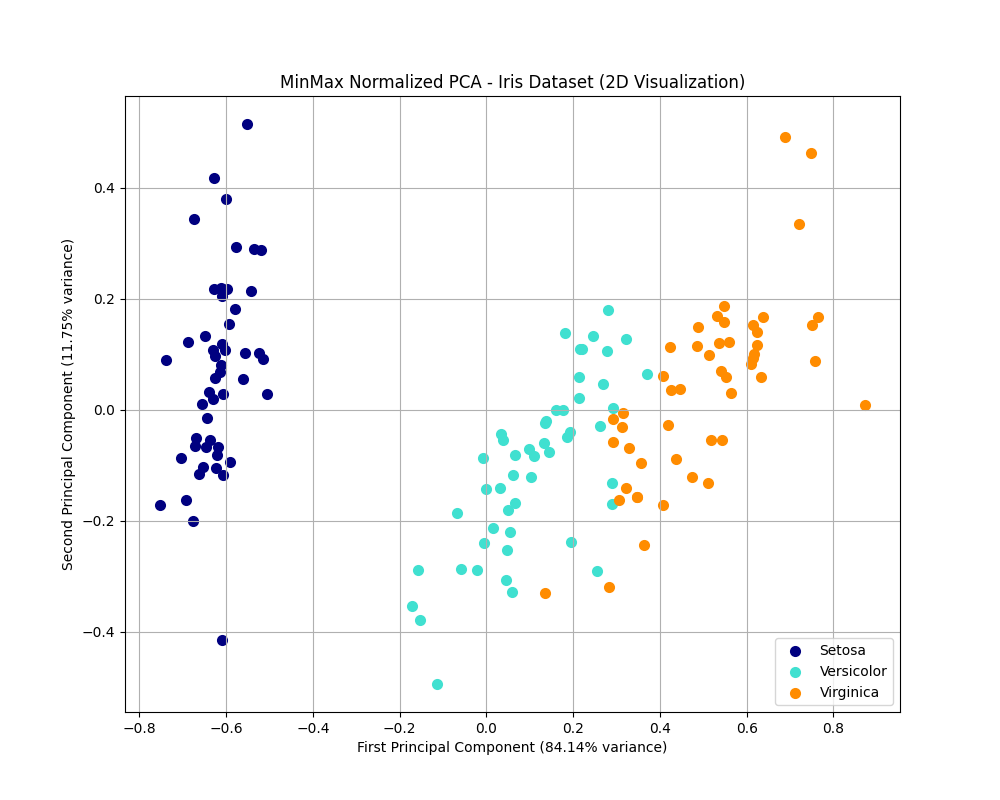 MinMax Normalized PCA - Iris Dataset (2D Visualization)
Second Principal Component (11.75% variance)
0.4
0.2
0.0
−0.2
−0.4
Setosa
Versicolor
Virginica
−0.8 −0.6 −0.4 −0.2 0.0 0.2 0.4 0.6 0.8
First Principal Component (84.14% variance)